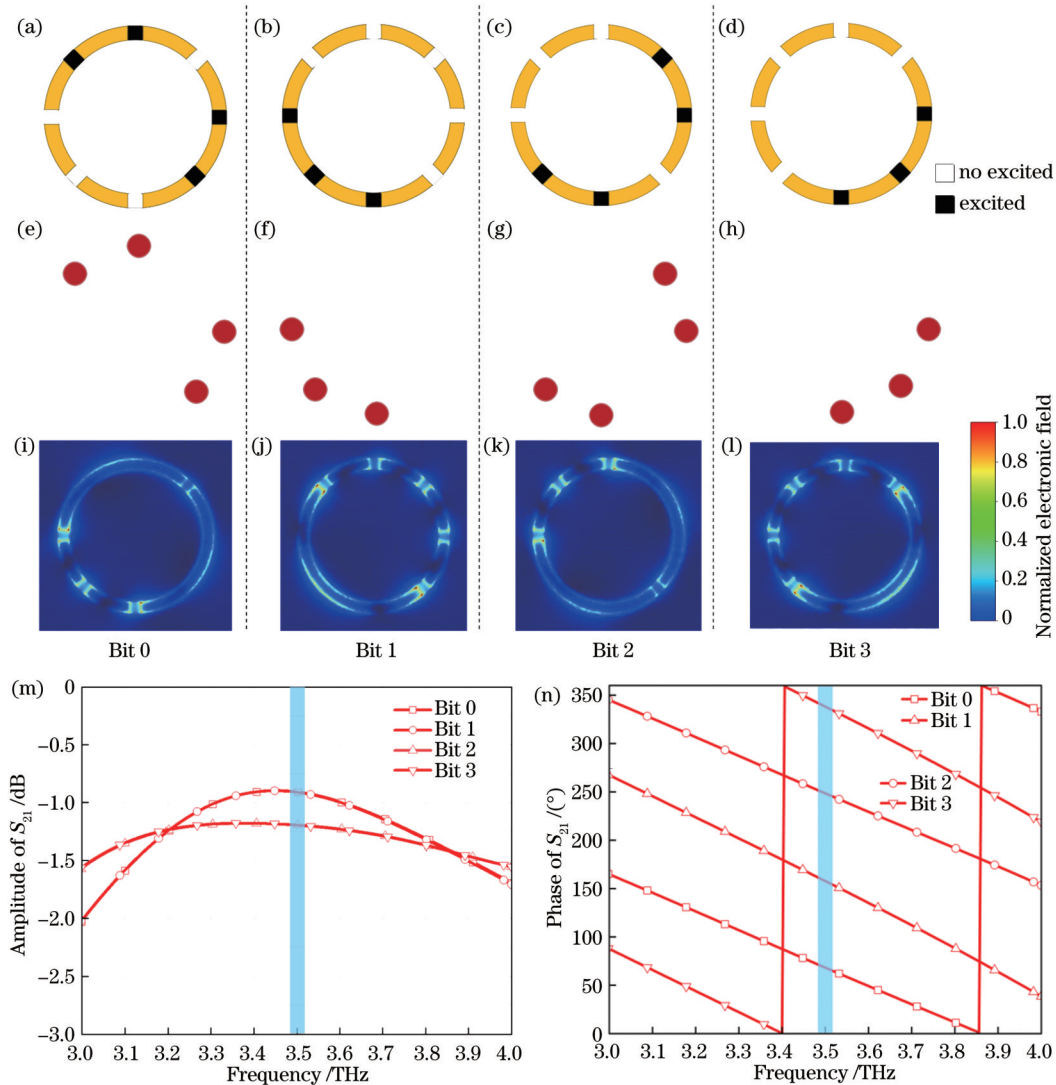 (a) (b) (c) (d)
no excited
excited
(e) (f) (g) (h)
(i) (j) (k) (l)
1.0
0.8
0.6
0.4
0.2
0
Normalized electronic field
Bit 0 Bit 1 Bit 2 Bit 3
(m)
0
−0.5
−1.0
−1.5
−2.0
−2.5
−3.0
Amplitude of S21 /dB
Bit 0
Bit 1
Bit 2
Bit 3
3.0 3.1 3.2 3.3 3.4 3.5 3.6 3.7 3.8 3.9 4.0
Frequency /THz
(n)
350
300
250
200
150
100
50
0
Phase of S21 /(°)
Bit 0
Bit 1
Bit 2
Bit 3
3.0 3.1 3.2 3.3 3.4 3.5 3.6 3.7 3.8 3.9 4.0
Frequency /THz